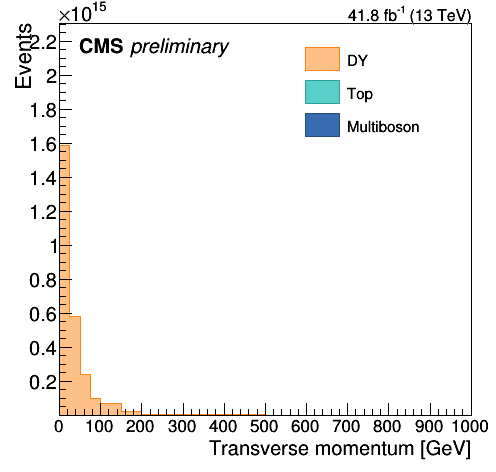 ×10¹⁵
41.8 fb⁻¹ (13 TeV)
Events
CMS preliminary
DY
Top
Multiboson
2.2
2
1.8
1.6
1.4
1.2
1
0.8
0.6
0.4
0.2
0 100 200 300 400 500 600 700 800 900 1000
Transverse momentum [GeV]